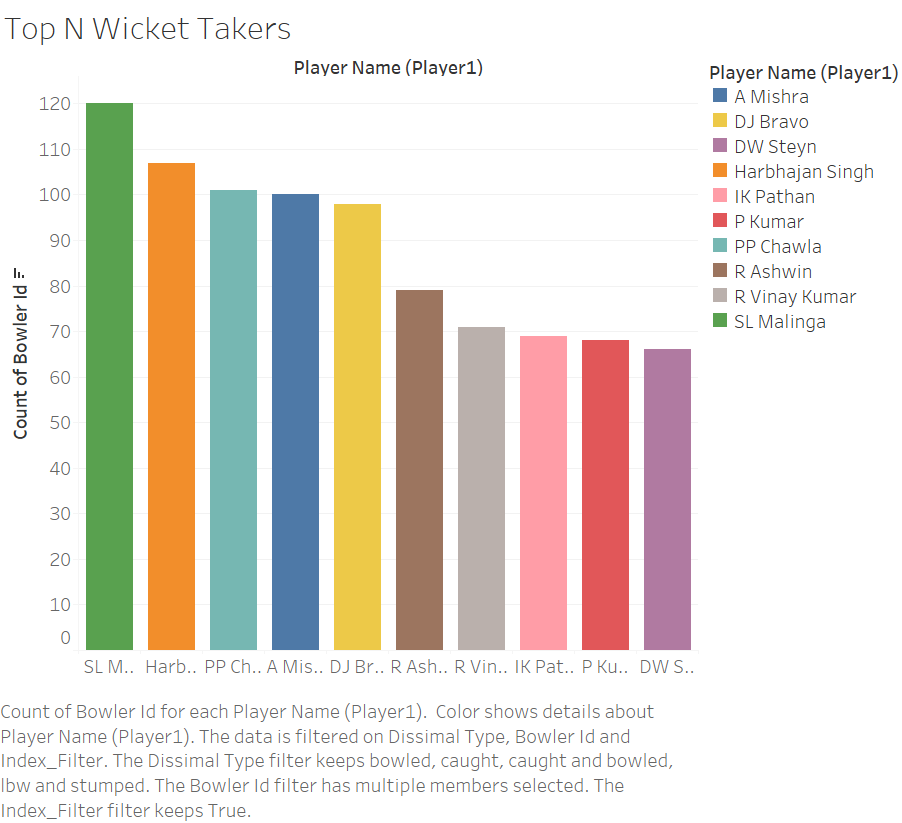 Top N Wicket Takers
Player Name (Player1)
Player Name (Player1)
A Mishra
DJ Bravo
DW Steyn
Harbhajan Singh
IK Pathan
P Kumar
PP Chawla
R Ashwin
R Vinay Kumar
SL Malinga
Count of Bowler Id
120
110
100
90
80
70
60
50
40
30
20
10
0
SL M.. Harb.. PP Ch.. A Mis.. DJ Br.. R Ash.. R Vin.. IK Pat.. P Ku.. DW S..
Count of Bowler Id for each Player Name (Player1).  Color shows details about
Player Name (Player1). The data is filtered on Dissimal Type, Bowler Id and
Index_Filter. The Dissimal Type filter keeps bowled, caught, caught and bowled,
lbw and stumped. The Bowler Id filter has multiple members selected. The
Index_Filter filter keeps True.